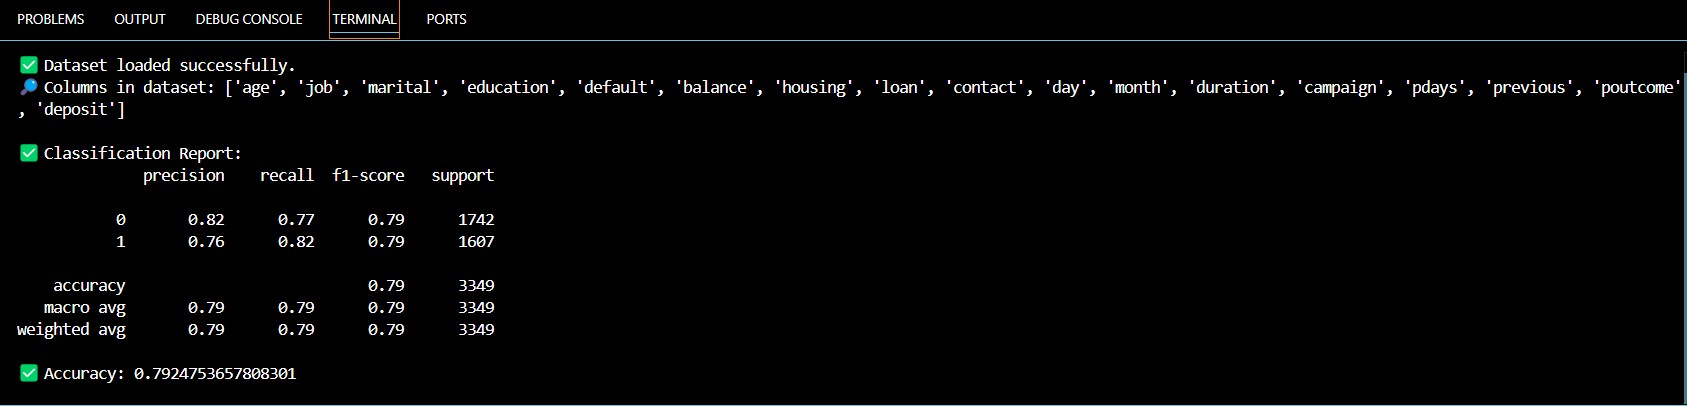 PROBLEMS OUTPUT DEBUG CONSOLE TERMINAL PORTS
✅ Dataset loaded successfully.
🔎 Columns in dataset: ['age', 'job', 'marital', 'education', 'default', 'balance', 'housing', 'loan', 'contact', 'day', 'month', 'duration', 'campaign', 'pdays', 'previous', 'poutcome'
, 'deposit']
✅ Classification Report:
precision recall f1-score support
0 0.82 0.77 0.79 1742
1 0.76 0.82 0.79 1607
accuracy 0.79 3349
macro avg 0.79 0.79 0.79 3349
weighted avg 0.79 0.79 0.79 3349
✅ Accuracy: 0.7924753657808301